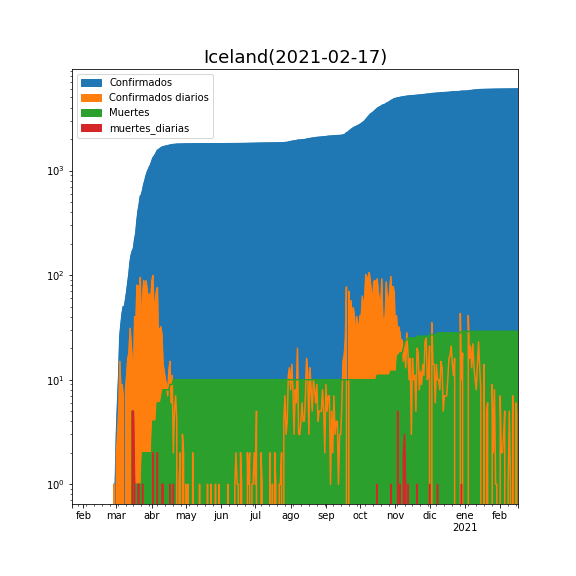 Iceland(2021-02-17)
Confirmados
Confirmados diarios
Muertes
muertes_diarias
10³
10²
10¹
10⁰
feb mar abr may jun jul ago sep oct nov dic ene feb
2021